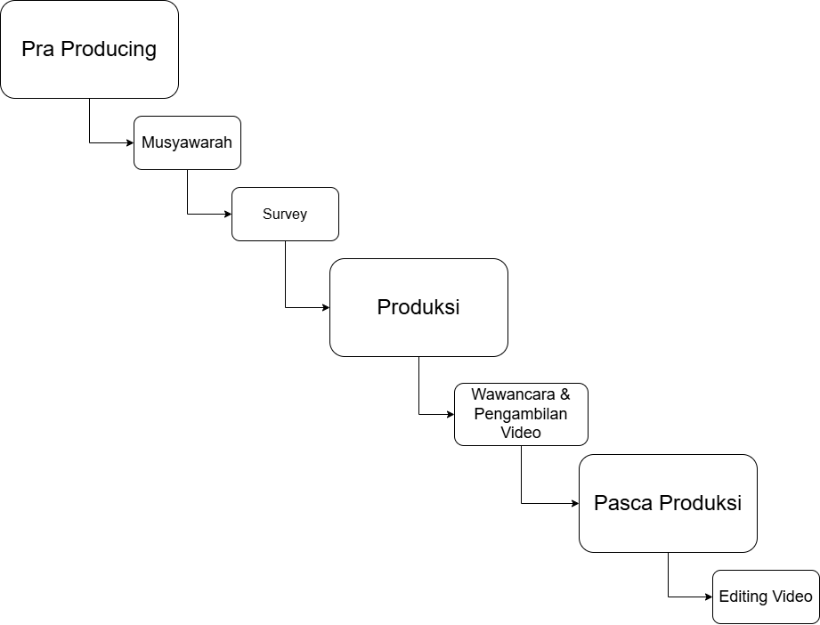 Pra Producing
Musyawarah
Survey
Produksi
Wawancara &
Pengambilan
Video
Pasca Produksi
Editing Video